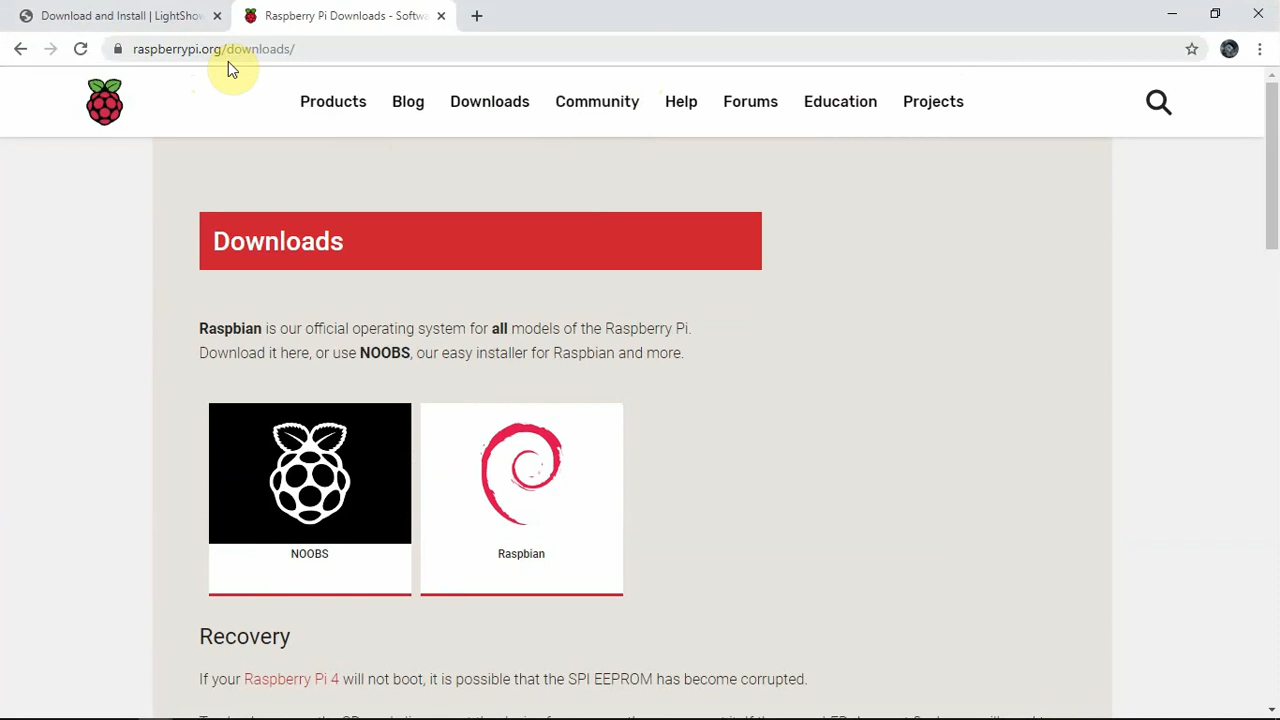 Download and Install | LightShow
Raspberry Pi Downloads - Softwa
raspberrypi.org/downloads/
Products Blog Downloads Community Help Forums Education Projects
Downloads
Raspbian is our official operating system for all models of the Raspberry Pi.
Download it here, or use NOOBS, our easy installer for Raspbian and more.
NOOBS
Raspbian
Recovery
If your Raspberry Pi 4 will not boot, it is possible that the SPI EEPROM has become corrupted.